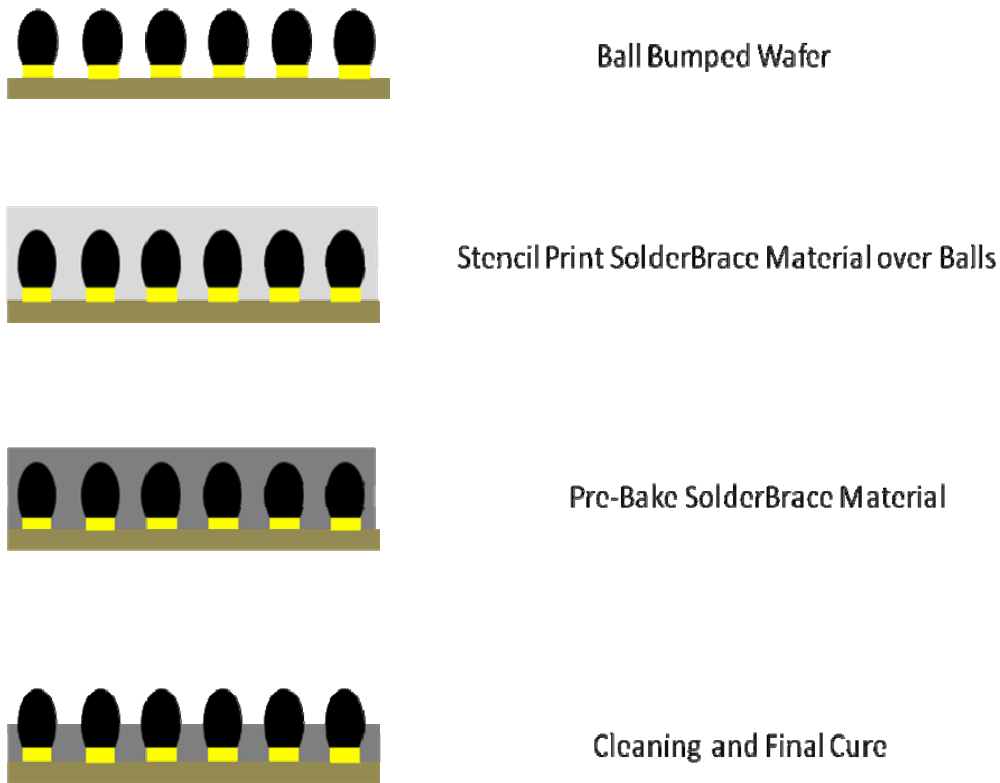 Ball Bumped Wafer
Stencil Print SolderBrace Material over Balls
Pre-Bake SolderBrace Material
Cleaning and Final Cure